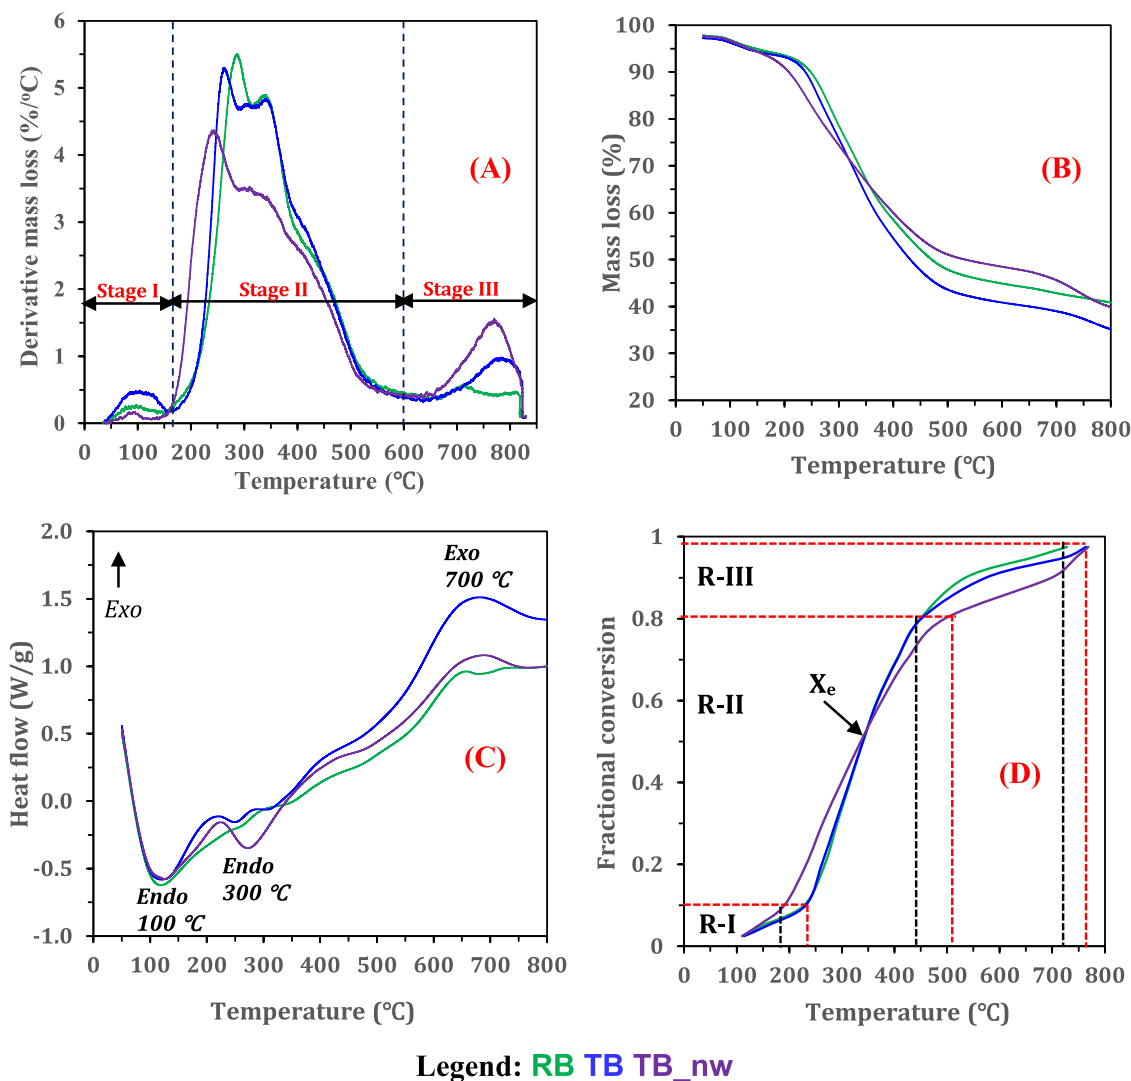 6
5
4
3
2
1
0
Derivative mass loss (%/°C)
(A)
Stage I
Stage II
Stage III
0 100 200 300 400 500 600 700 800
Temperature (℃)
100
90
80
70
60
50
40
30
20
Mass loss (%)
(B)
0 100 200 300 400 500 600 700 800
Temperature (℃)
2.0
1.5
1.0
0.5
0.0
-0.5
-1.0
Heat flow (W/g)
Exo
Exo
700 ℃
(C)
Endo
300 ℃
Endo
100 ℃
0 100 200 300 400 500 600 700 800
Temperature (℃)
1
0.8
0.6
0.4
0.2
0
Fractional conversion
R-III
R-II
Xe
(D)
R-I
0 100 200 300 400 500 600 700 800
Temperature (℃)
Legend: RB TB TB_nw